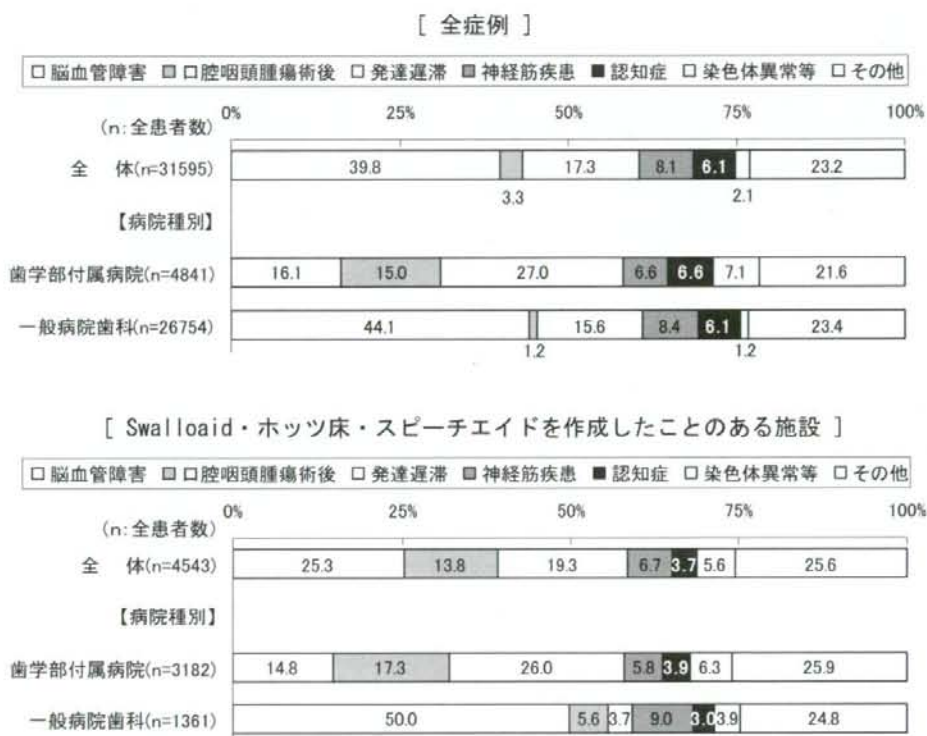 [ 全症例 ]
□ 脳血管障害 □ 口腔咽頭腫瘍術後 □ 発達遅滞 ■ 神経筋疾患 ■ 認知症 □ 染色体異常等 □ その他
0% 25% 50% 75% 100%
(n:全患者数)
全 体(n=31595) 39.8 17.3 8.1 6.1 23.2
3.3 2.1
【病院種別】
歯学部付属病院(n=4841) 16.1 15.0 27.0 6.6 6.6 7.1 21.6
一般病院歯科(n=26754) 44.1 15.6 8.4 6.1 23.4
1.2 1.2
[ Swalloaid・ホッツ床・スピーチエイドを作成したことのある施設 ]
□ 脳血管障害 □ 口腔咽頭腫瘍術後 □ 発達遅滞 ■ 神経筋疾患 ■ 認知症 □ 染色体異常等 □ その他
0% 25% 50% 75% 100%
(n:全患者数)
全 体(n=4543) 25.3 13.8 19.3 6.7 3.7 5.6 25.6
【病院種別】
歯学部付属病院(n=3182) 14.8 17.3 26.0 5.8 3.9 6.3 25.9
一般病院歯科(n=1361) 50.0 5.6 3.7 9.0 3.0 3.9 24.8